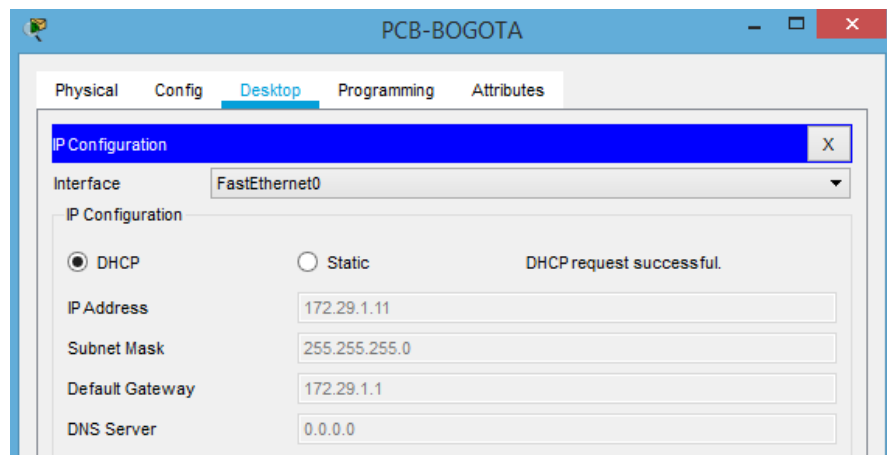 PCB-BOGOTA
Physical Config Desktop Programming Attributes
IP Configuration X
Interface FastEthernet0
IP Configuration
DHCP Static DHCP request successful.
IP Address 172.29.1.11
Subnet Mask 255.255.255.0
Default Gateway 172.29.1.1
DNS Server 0.0.0.0